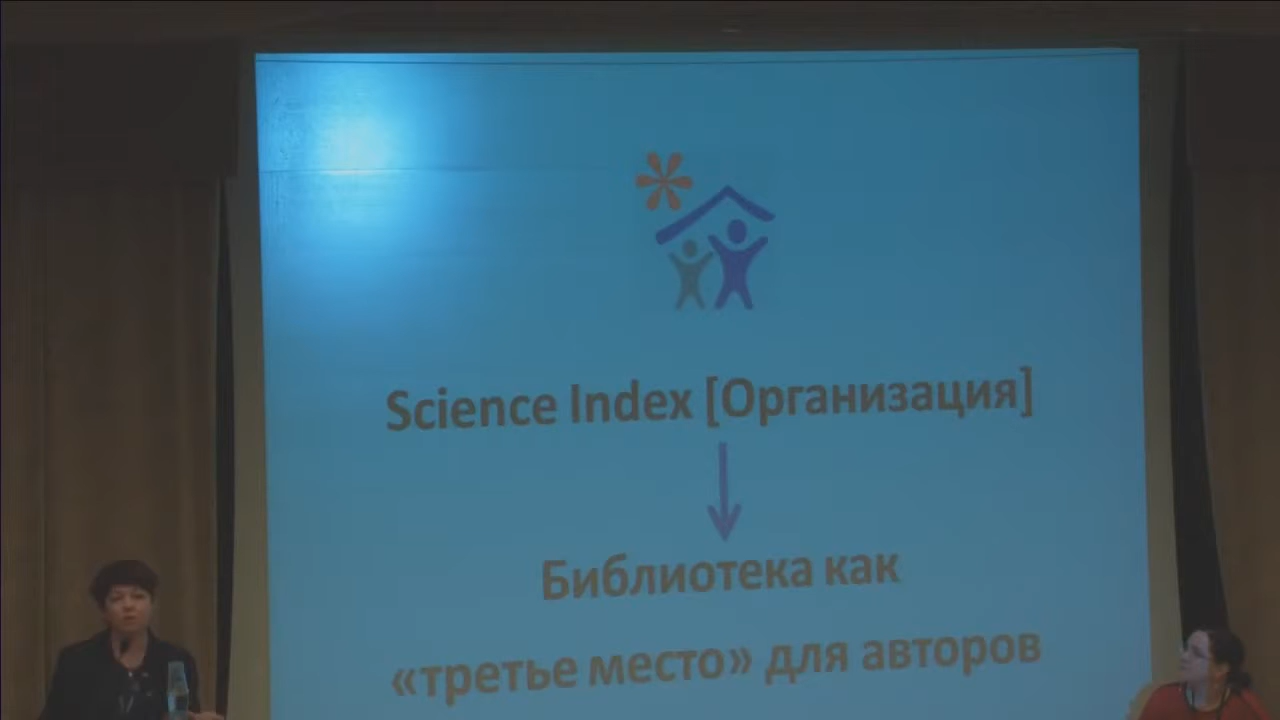 Science Index [Организация]
Библиотека как
«третье место» для авторов